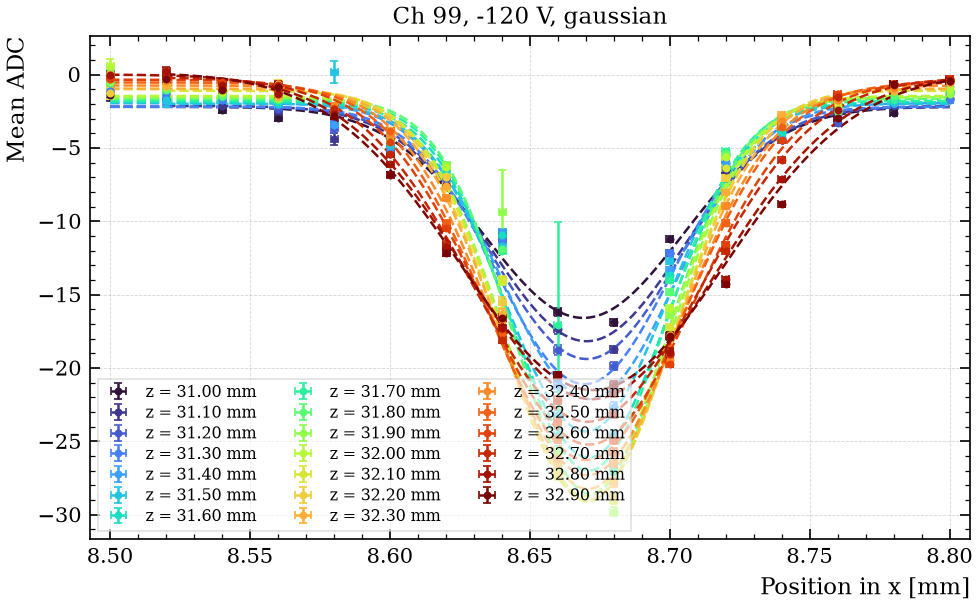 Ch 99, -120 V, gaussian
Mean ADC
0
−5
−10
−15
−20
−25
−30
z = 31.00 mm
z = 31.10 mm
z = 31.20 mm
z = 31.30 mm
z = 31.40 mm
z = 31.50 mm
z = 31.60 mm
z = 31.70 mm
z = 31.80 mm
z = 31.90 mm
z = 32.00 mm
z = 32.10 mm
z = 32.20 mm
z = 32.30 mm
z = 32.40 mm
z = 32.50 mm
z = 32.60 mm
z = 32.70 mm
z = 32.80 mm
z = 32.90 mm
8.50 8.55 8.60 8.65 8.70 8.75 8.80
Position in x [mm]